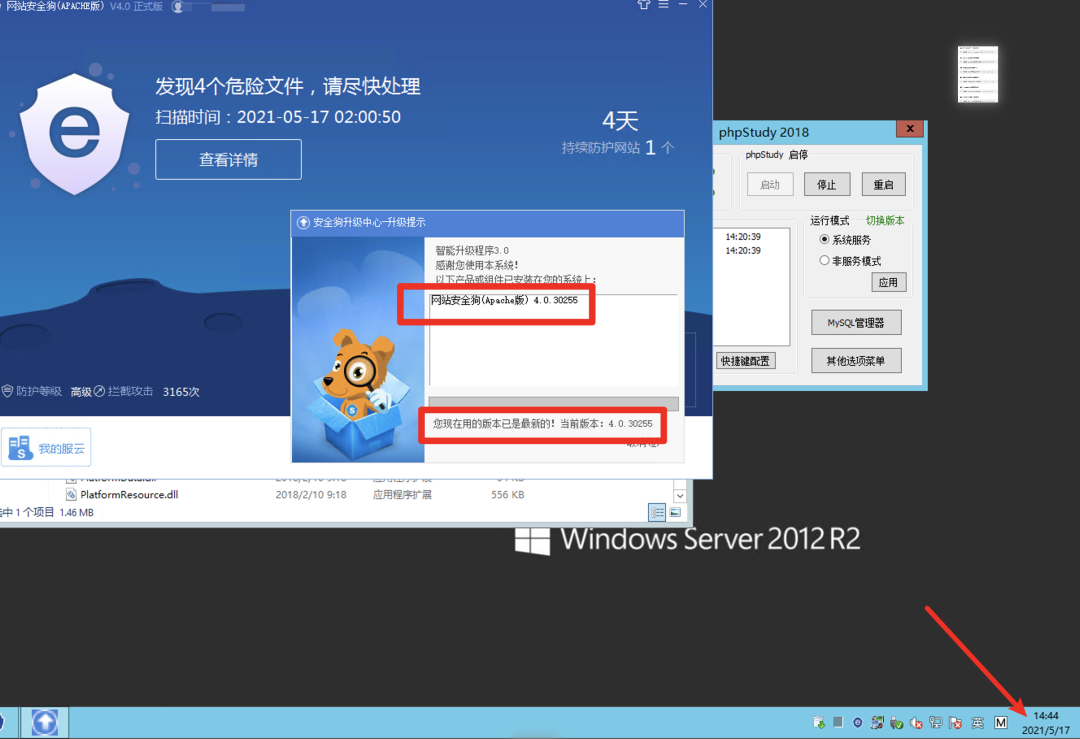 网站安全狗(APACHE版) V4.0 正式版
发现4个危险文件，请尽快处理
扫描时间：2021-05-17 02:00:50
查看详情
4天
持续防护网站 1 个
防护等级 高级 拦截攻击 3165次
我的服云
安全狗升级中心-升级提示
智能升级程序3.0
感谢您使用本系统!
以下产品或组件已安装在您的系统上:
网站安全狗(Apache版) 4.0.30255
您现在用的版本已是最新的! 当前版本: 4.0.30255
phpStudy 2018
phpStudy 启停
启动
停止
重启
14:20:39
14:20:39
运行模式
切换版本
系统服务
非服务模式
应用
MySQL管理器
快捷键配置
其他选项菜单
PlatformResource.dll 2018/2/10 9:18 应用程序扩展 556 KB
中 1 个项目 1.46 MB
Windows Server 2012 R2
英
M
14:44
2021/5/17